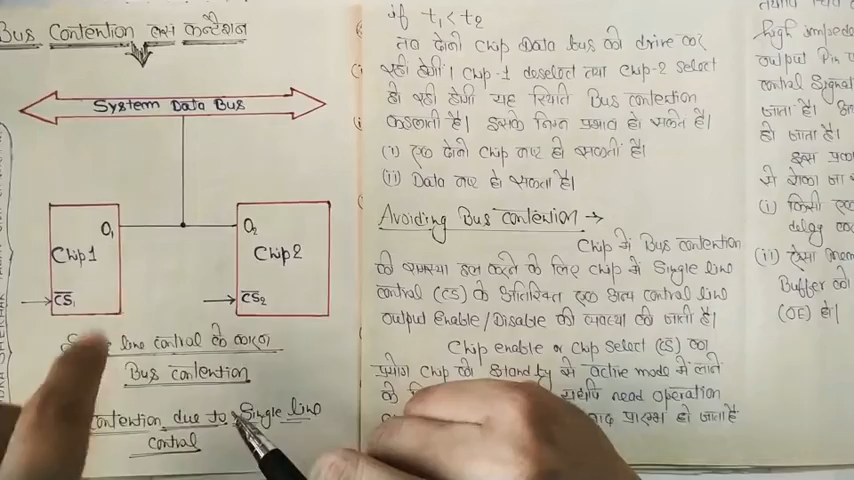 Bus Contention बस कन्टैशन
System Data Bus
O₁
O₂
Chip1
Chip2
C̅S̅₁
C̅S̅₂
line control के कारण
Bus contention
contention due to Single line
control
if t₁ < t₂
तब दोनो Chip Data bus को drive कर
रही होगी। Chip-1 deselect तथा Chip-2 select
हो रही होगी यह स्थिति Bus contention
कहलाती है। इसके निम्न प्रभाव हो सकते है।
(i) एक दोनो Chip नष्ट हो सकती है।
(ii) Data नष्ट हो सकता है।
Avoiding Bus contention →
Chip में Bus contention
की समस्या हल करने के लिए chip में Single line
control (CS) के अतिरिक्त एक अन्य control line
output Enable/Disable की व्यवस्था की जाती है।
Chip enable or Chip select (CS) का
प्रयोग Chip को Stand by से active mode में लाने
के लिए यद्यपि read operation
बाद प्रारम्भ हो जाता है
high impeda
output Pin
control Signal
जाता है।
हो जाता है।
इस प्रका
से रोका जा
(i) किसी एक
delay
(ii) ऐसा
Buffer को
(OE) हो।